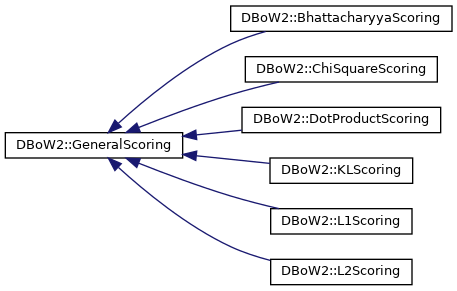 DBoW2::BhattacharyyaScoring
DBoW2::ChiSquareScoring
DBoW2::DotProductScoring
DBoW2::GeneralScoring
DBoW2::KLScoring
DBoW2::L1Scoring
DBoW2::L2Scoring